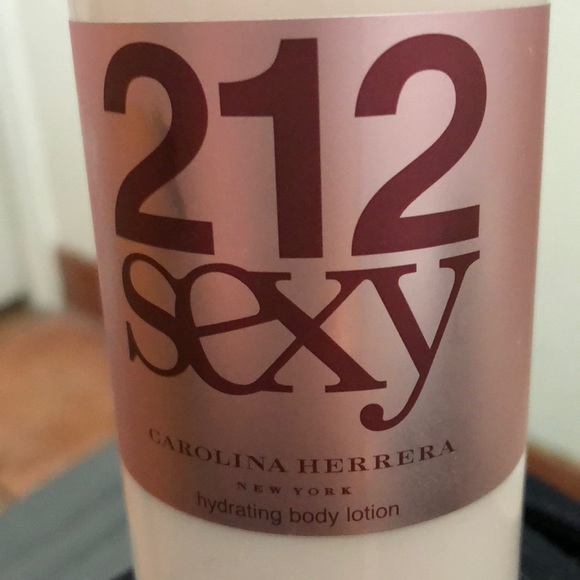 212
sexy
CAROLINA HERRERA
NEW YORK
hydrating body lotion